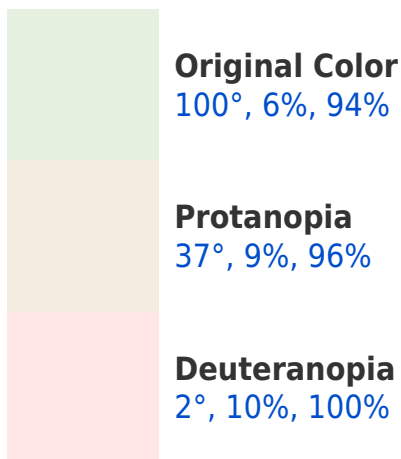 Original Color
100°, 6%, 94%
Protanopia
37°, 9%, 96%
Deuteranopia
2°, 10%, 100%